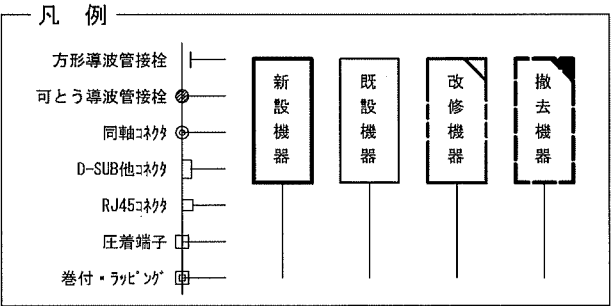 凡例
方形導波管接栓
可とう導波管接栓
同軸ｺﾈｸﾀ
D-SUB他ｺﾈｸﾀ
RJ45ｺﾈｸﾀ
圧着端子
巻付・ﾗｯﾋﾟﾝｸﾞ
新設機器
既設機器
改修機器
撤去機器